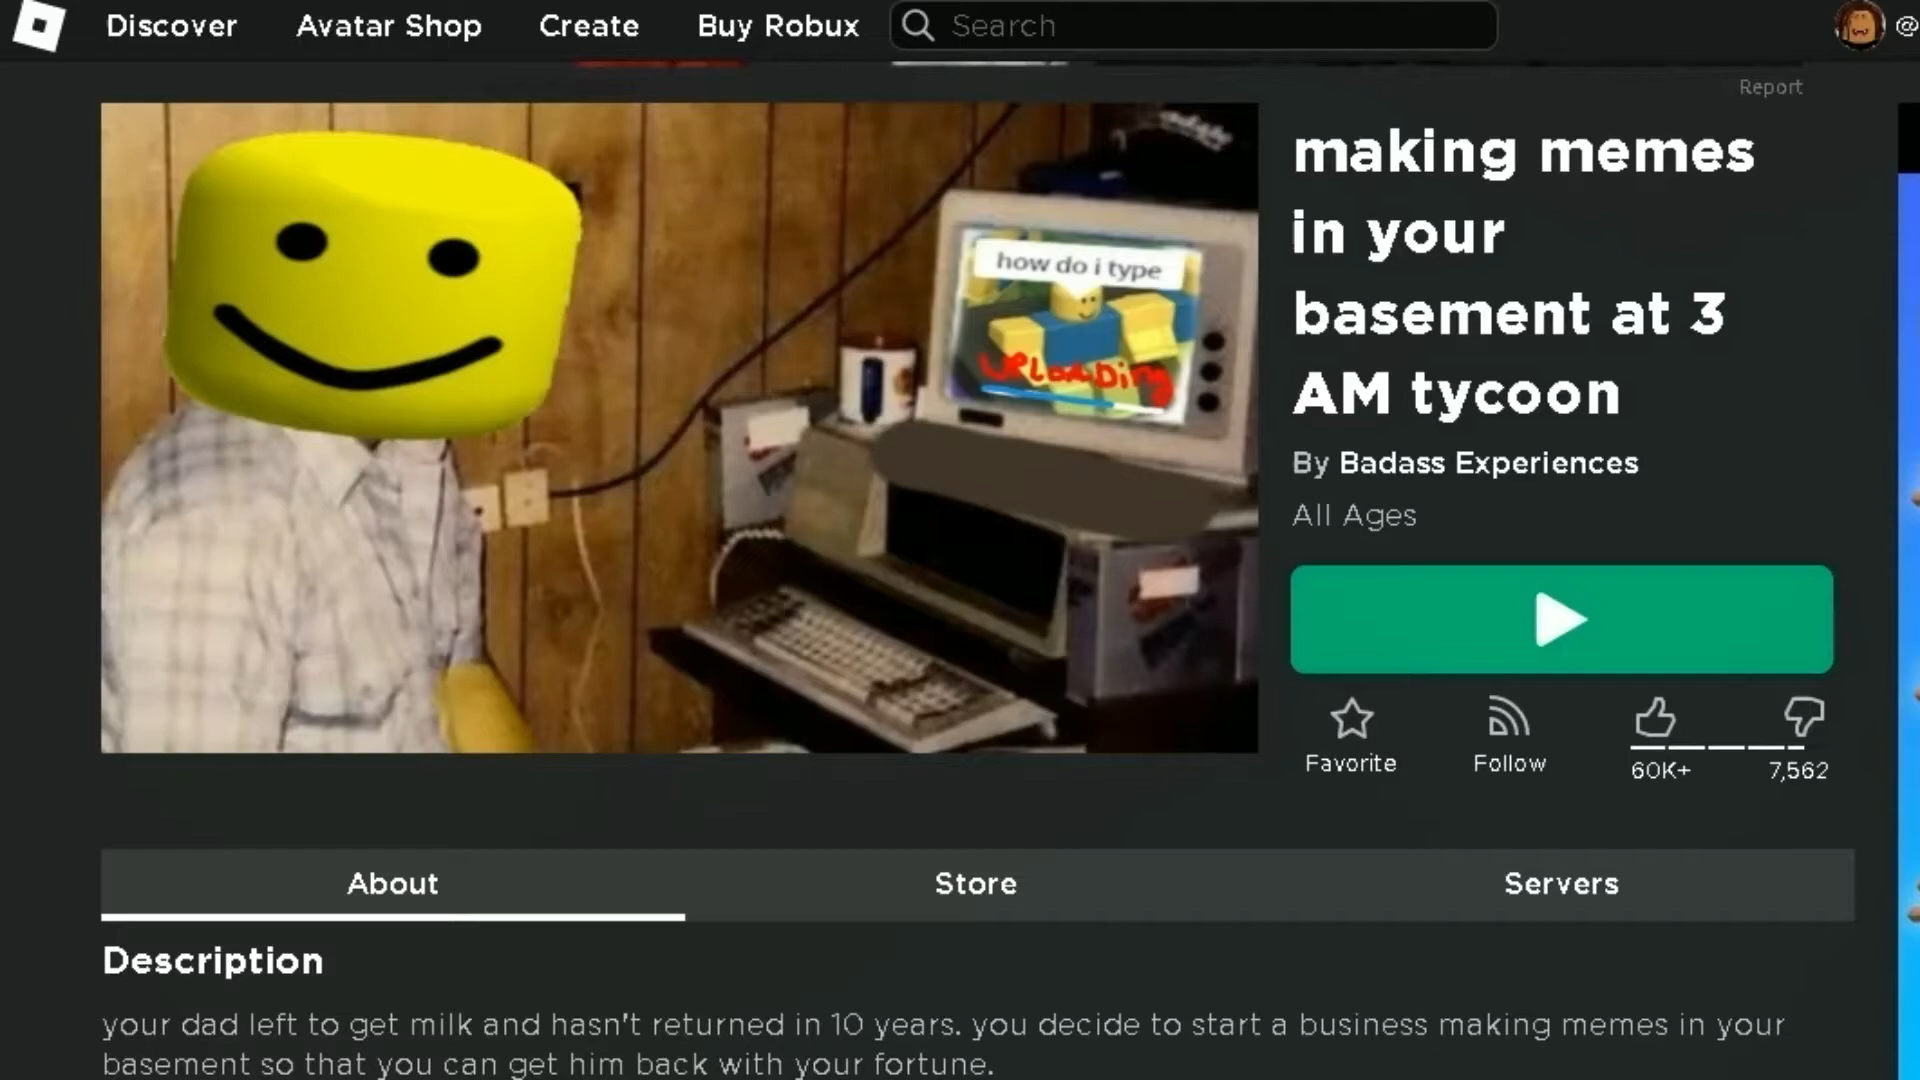 Discover
Avatar Shop
Create
Buy Robux
Search
@
Report
how do i type
uploading
making memes
in your
basement at 3
AM tycoon
By Badass Experiences
All Ages
Favorite
Follow
60K+
7,562
About
Store
Servers
Description
your dad left to get milk and hasn't returned in 10 years. you decide to start a business making memes in your
basement so that you can get him back with your fortune.